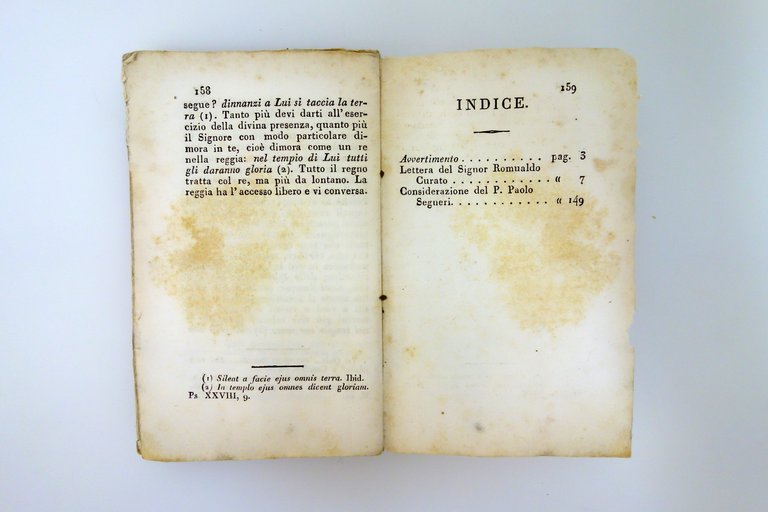 158
segue? dinnanzi a Lui si taccia la ter-
ra (1). Tanto più devi darti all'eser-
cizio della divina presenza, quanto più
il Signore con modo particolare di-
mora in te, cioè dimora come un re
nella reggia: nel tempio di Lui tutti
gli daranno gloria (2). Tutto il regno
tratta col re, ma più da lontano. La
reggia ha l'accesso libero e vi conversa.
(1) Sileat a facie ejus omnis terra. Ibid.
(2) In templo ejus omnes dicent gloriam.
Ps XXVIII, 9.
159
INDICE.
Avvertimento . . . . . . . . . . pag. 3
Lettera del Signor Romualdo
Curato . . . . . . . . . . . . . « 7
Considerazione del P. Paolo
Segneri. . . . . . . . . . . . « 149